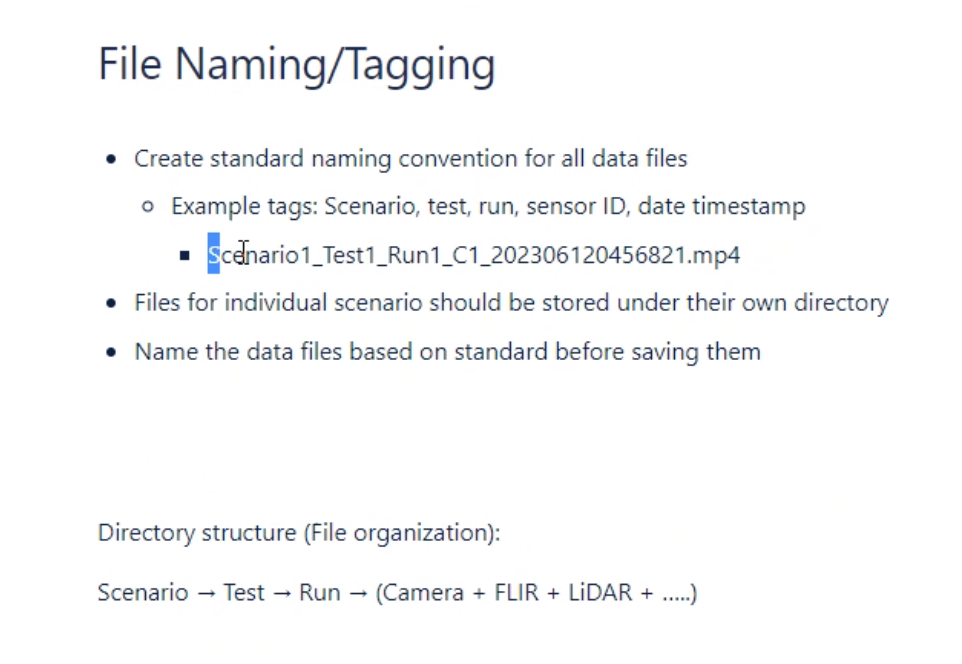 File Naming/Tagging
• Create standard naming convention for all data files
◦ Example tags: Scenario, test, run, sensor ID, date timestamp
▪ Scenario1_Test1_Run1_C1_202306120456821.mp4
• Files for individual scenario should be stored under their own directory
• Name the data files based on standard before saving them
Directory structure (File organization):
Scenario → Test → Run → (Camera + FLIR + LiDAR + .....)